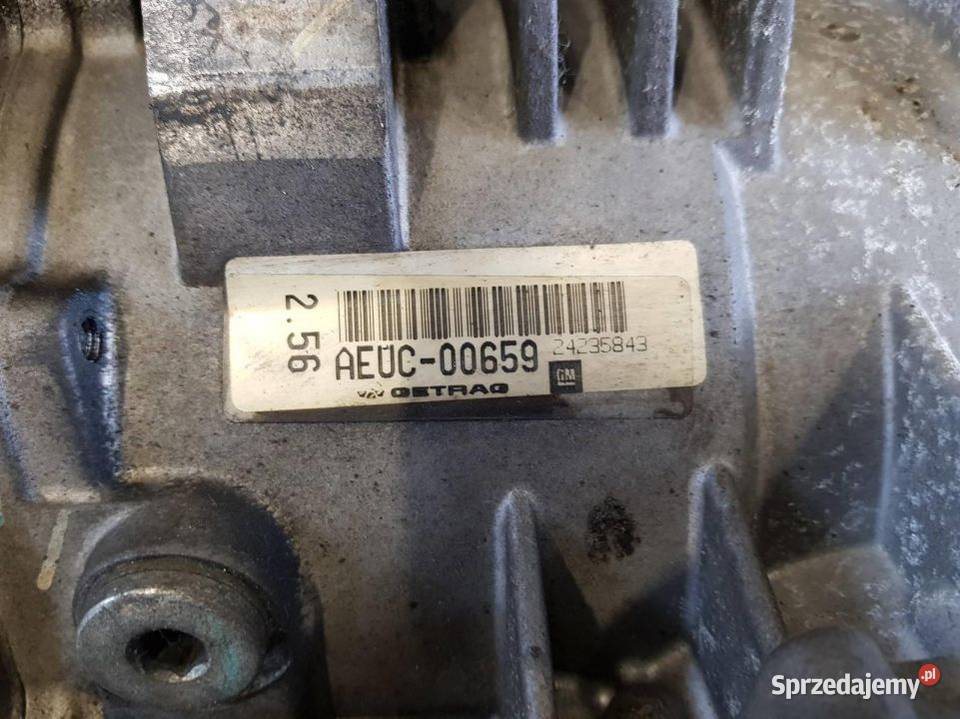 2.56
AEUC-00659
24235843
GETRAG
GM
Sprzedajemy.pl